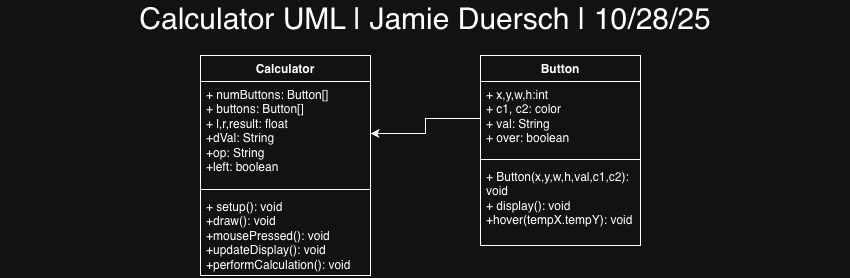 Calculator UML | Jamie Duersch | 10/28/25
Calculator
+ numButtons: Button[]
+ buttons: Button[]
+ l,r,result: float
+dVal: String
+op: String
+left: boolean
+ setup(): void
+draw(): void
+mousePressed(): void
+updateDisplay(): void
+performCalculation(): void
Button
+ x,y,w,h:int
+ c1, c2: color
+ val: String
+ over: boolean
+ Button(x,y,w,h,val,c1,c2):
void
+ display(): void
+hover(tempX.tempY): void